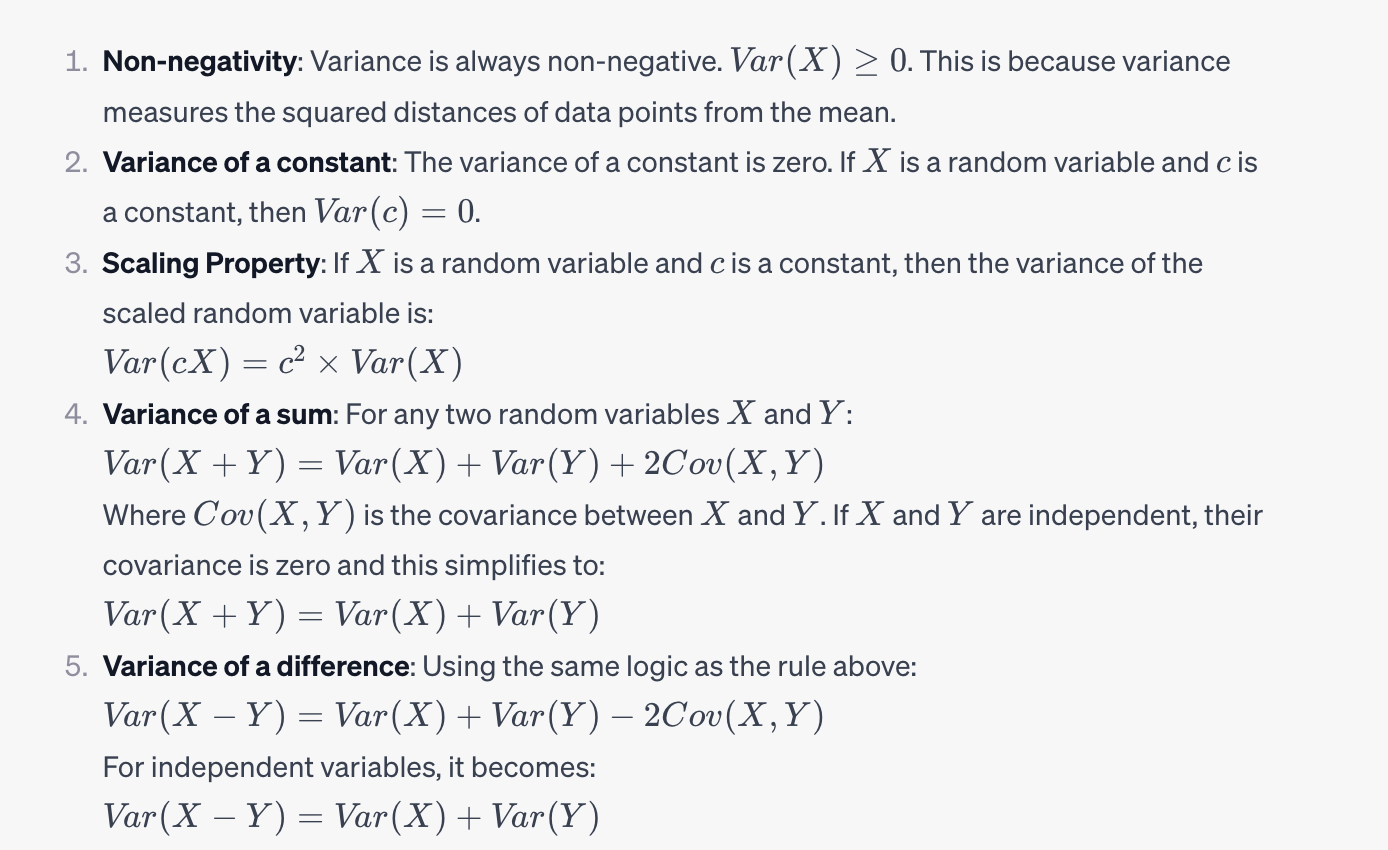 1. Non-negativity: Variance is always non-negative. Var(X) ≥ 0. This is because variance
measures the squared distances of data points from the mean.
2. Variance of a constant: The variance of a constant is zero. If X is a random variable and c is
a constant, then Var(c) = 0.
3. Scaling Property: If X is a random variable and c is a constant, then the variance of the
scaled random variable is:
Var(cX) = c² × Var(X)
4. Variance of a sum: For any two random variables X and Y:
Var(X + Y) = Var(X) + Var(Y) + 2Cov(X, Y)
Where Cov(X, Y) is the covariance between X and Y. If X and Y are independent, their
covariance is zero and this simplifies to:
Var(X + Y) = Var(X) + Var(Y)
5. Variance of a difference: Using the same logic as the rule above:
Var(X − Y) = Var(X) + Var(Y) − 2Cov(X, Y)
For independent variables, it becomes:
Var(X − Y) = Var(X) + Var(Y)